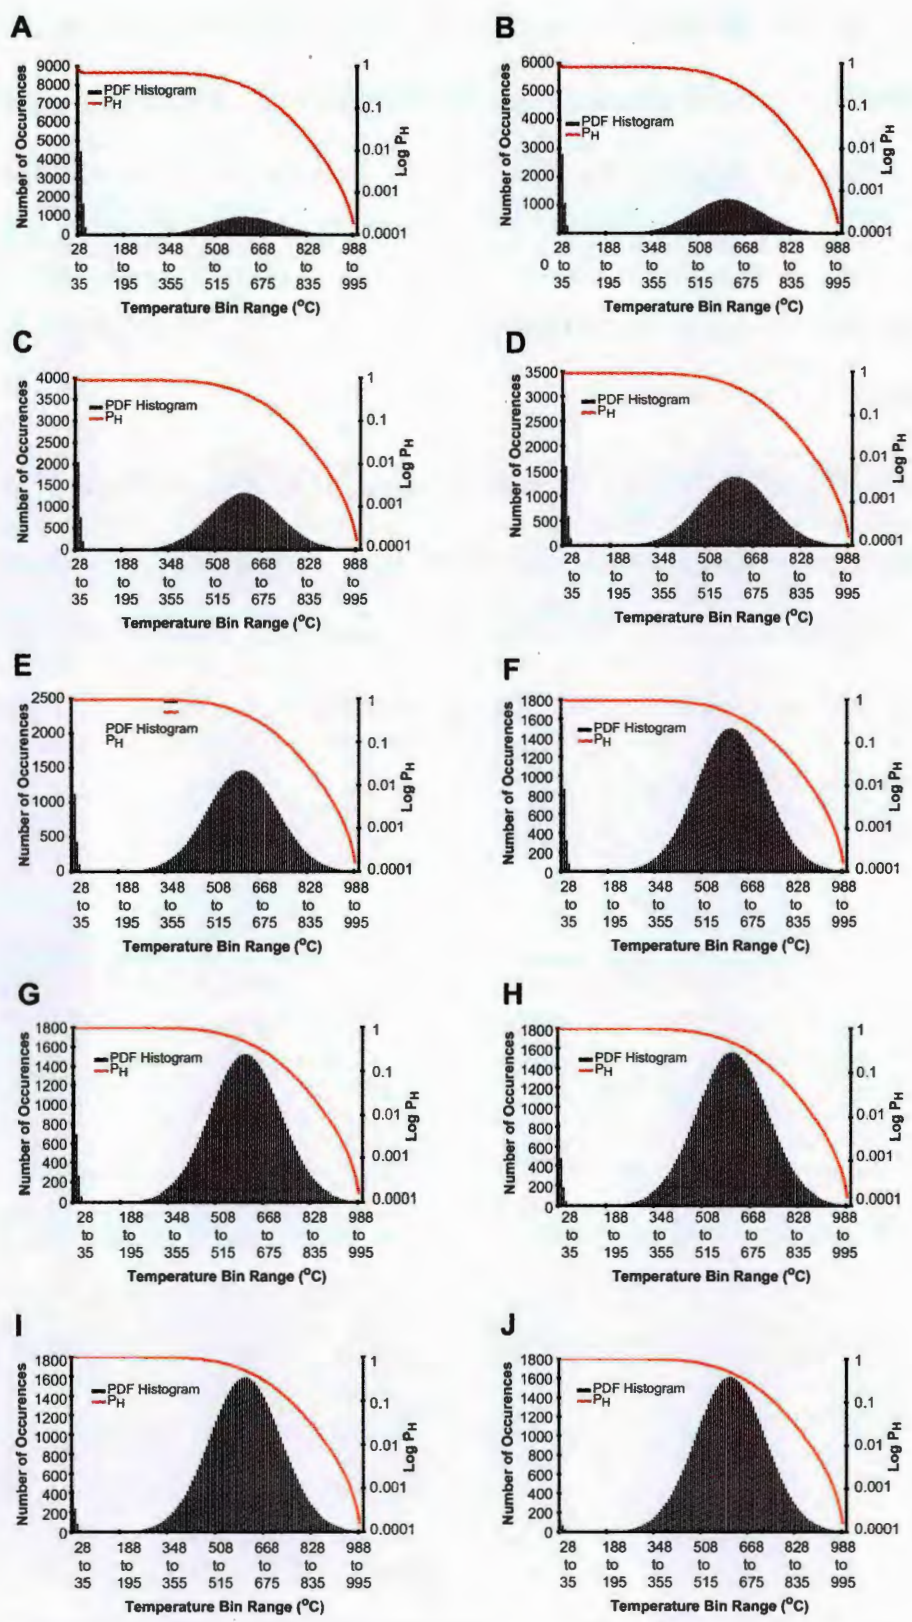 A
Number of Occurences
9000
8000
7000
6000
5000
4000
3000
2000
1000
0
PDF Histogram
PH
1
0.1
0.01
0.001
0.0001
Log PH
28 188 348 508 668 828 988
to to to to to to to
35 195 355 515 675 835 995
Temperature Bin Range (oC)
B
Number of Occurences
6000
5000
4000
3000
2000
1000
PDF Histogram
PH
1
0.1
0.01
0.001
0.0001
Log PH
28 188 348 508 668 828 988
0 to to to to to to to
35 195 355 515 675 835 995
Temperature Bin Range (oC)
C
Number of Occurences
4000
3500
3000
2500
2000
1500
1000
500
0
PDF Histogram
PH
1
0.1
0.01
0.001
0.0001
Log PH
28 188 348 508 668 828 988
to to to to to to to
35 195 355 515 675 835 995
Temperature Bin Range (oC)
D
Number of Occurences
3500
3000
2500
2000
1500
1000
500
0
PDF Histogram
PH
1
0.1
0.01
0.001
0.0001
Log PH
28 188 348 508 668 828 988
to to to to to to to
35 195 355 515 675 835 995
Temperature Bin Range (oC)
E
Number of Occurences
2500
2000
1500
1000
500
0
PDF Histogram
PH
1
0.1
0.01
0.001
0.0001
Log PH
28 188 348 508 668 828 988
to to to to to to to
35 195 355 515 675 835 995
Temperature Bin Range (oC)
F
Number of Occurences
1800
1600
1400
1200
1000
800
600
400
200
0
PDF Histogram
PH
1
0.1
0.01
0.001
0.0001
Log PH
28 188 348 508 668 828 988
to to to to to to to
35 195 355 515 675 835 995
Temperature Bin Range (oC)
G
Number of Occurences
1800
1600
1400
1200
1000
800
600
400
200
0
PDF Histogram
PH
1
0.1
0.01
0.001
0.0001
Log PH
28 188 348 508 668 828 988
to to to to to to to
35 195 355 515 675 835 995
Temperature Bin Range (oC)
H
Number of Occurences
1800
1600
1400
1200
1000
800
600
400
200
0
PDF Histogram
PH
1
0.1
0.01
0.001
0.0001
Log PH
28 188 348 508 668 828 988
to to to to to to to
35 195 355 515 675 835 995
Temperature Bin Range (oC)
I
Number of Occurences
1800
1600
1400
1200
1000
800
600
400
200
0
PDF Histogram
PH
1
0.1
0.01
0.001
0.0001
Log PH
28 188 348 508 668 828 988
to to to to to to to
35 195 355 515 675 835 995
Temperature Bin Range (oC)
J
Number of Occurences
1800
1600
1400
1200
1000
800
600
400
200
0
PDF Histogram
PH
1
0.1
0.01
0.001
0.0001
Log PH
28 188 348 508 668 828 988
to to to to to to to
35 195 355 515 675 835 995
Temperature Bin Range (oC)